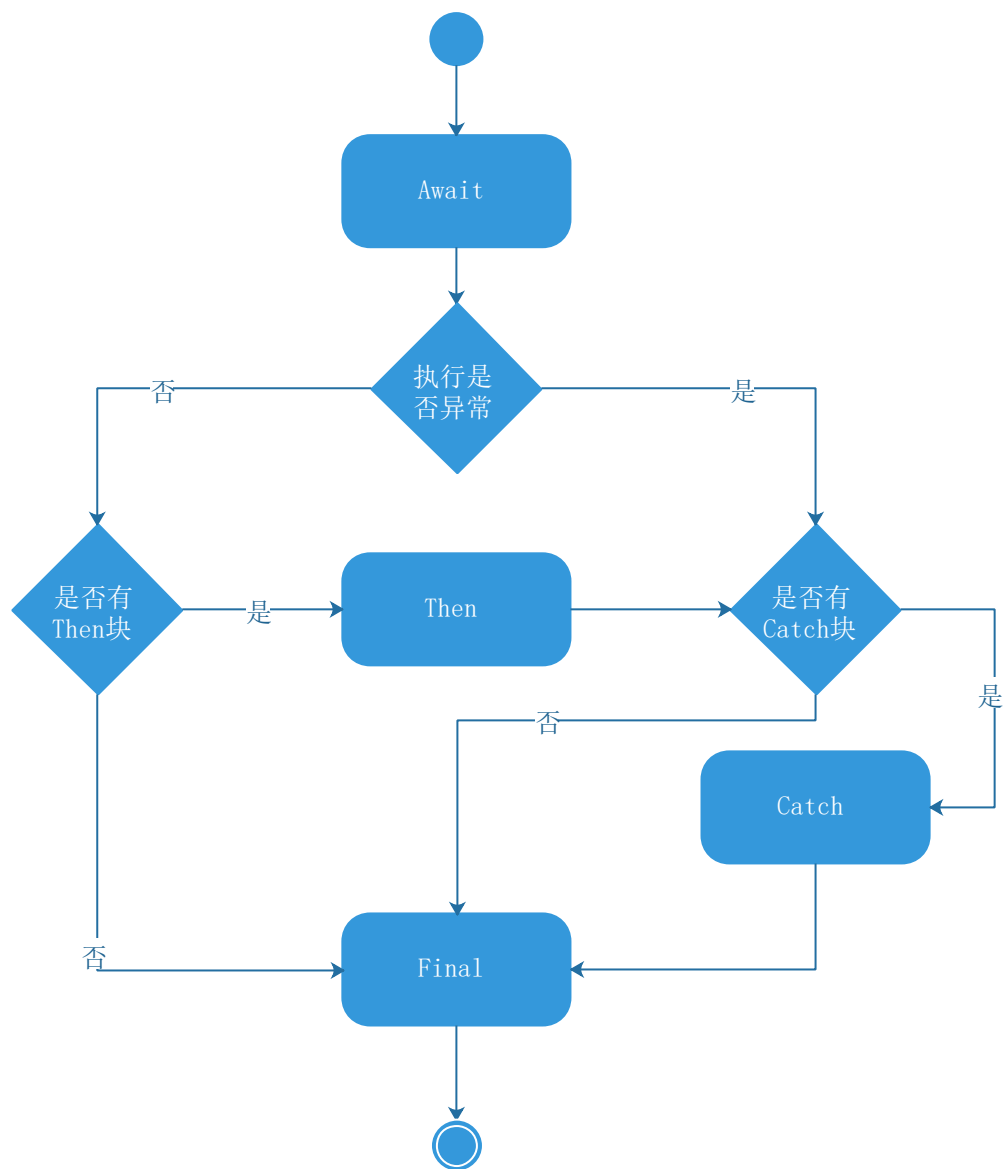 Await
执行是
否异常
否
是
是否有
Then块
是
Then
是否有
Catch块
是
否
Catch
否
Final